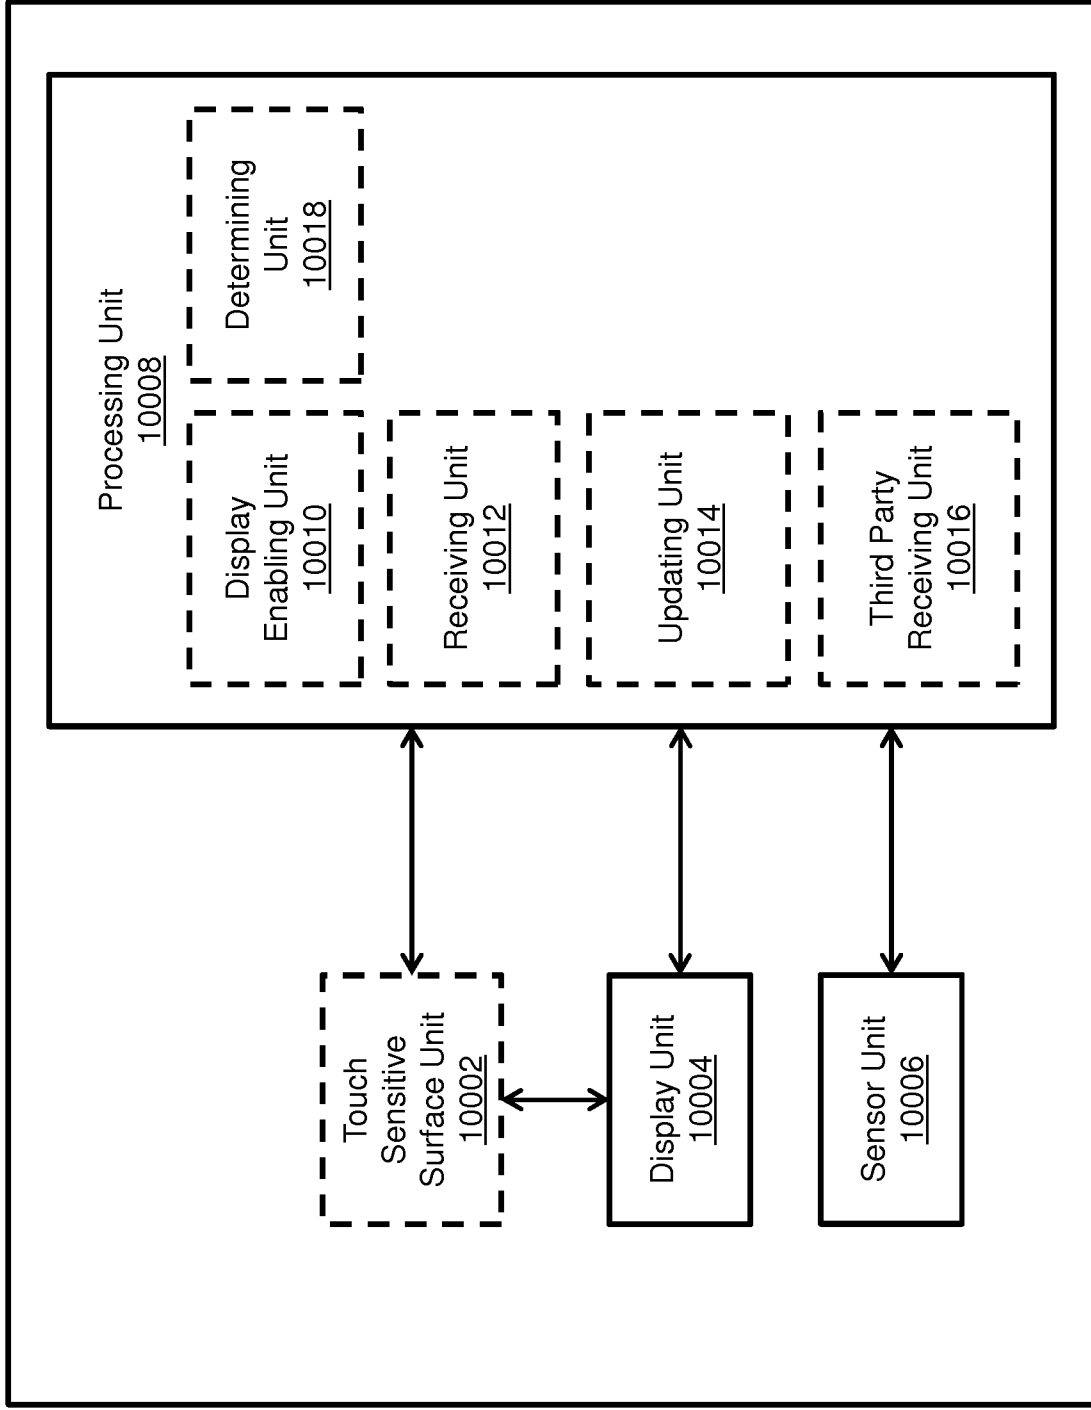 Processing Unit
10008
Display
Enabling Unit
10010
Determining
Unit
10018
Receiving Unit
10012
Updating Unit
10014
Third Party
Receiving Unit
10016
Touch
Sensitive
Surface Unit
10002
Display Unit
10004
Sensor Unit
10006